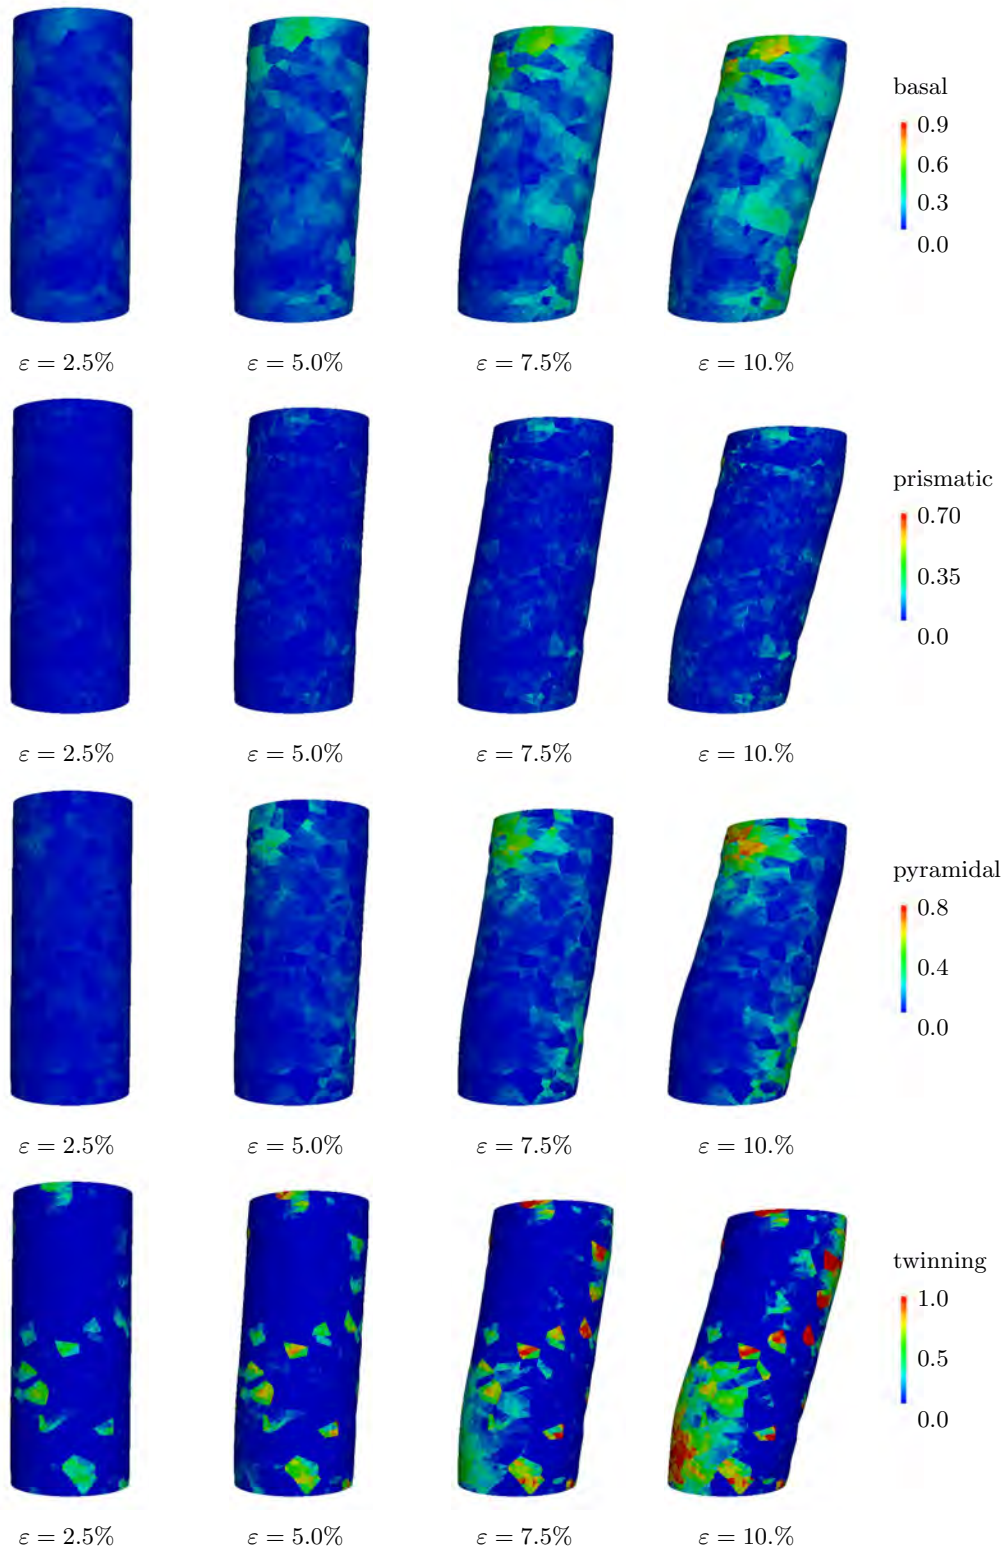 basal
0.9
0.6
0.3
0.0
ε = 2.5% ε = 5.0% ε = 7.5% ε = 10.%
prismatic
0.70
0.35
0.0
ε = 2.5% ε = 5.0% ε = 7.5% ε = 10.%
pyramidal
0.8
0.4
0.0
ε = 2.5% ε = 5.0% ε = 7.5% ε = 10.%
twinning
1.0
0.5
0.0
ε = 2.5% ε = 5.0% ε = 7.5% ε = 10.%